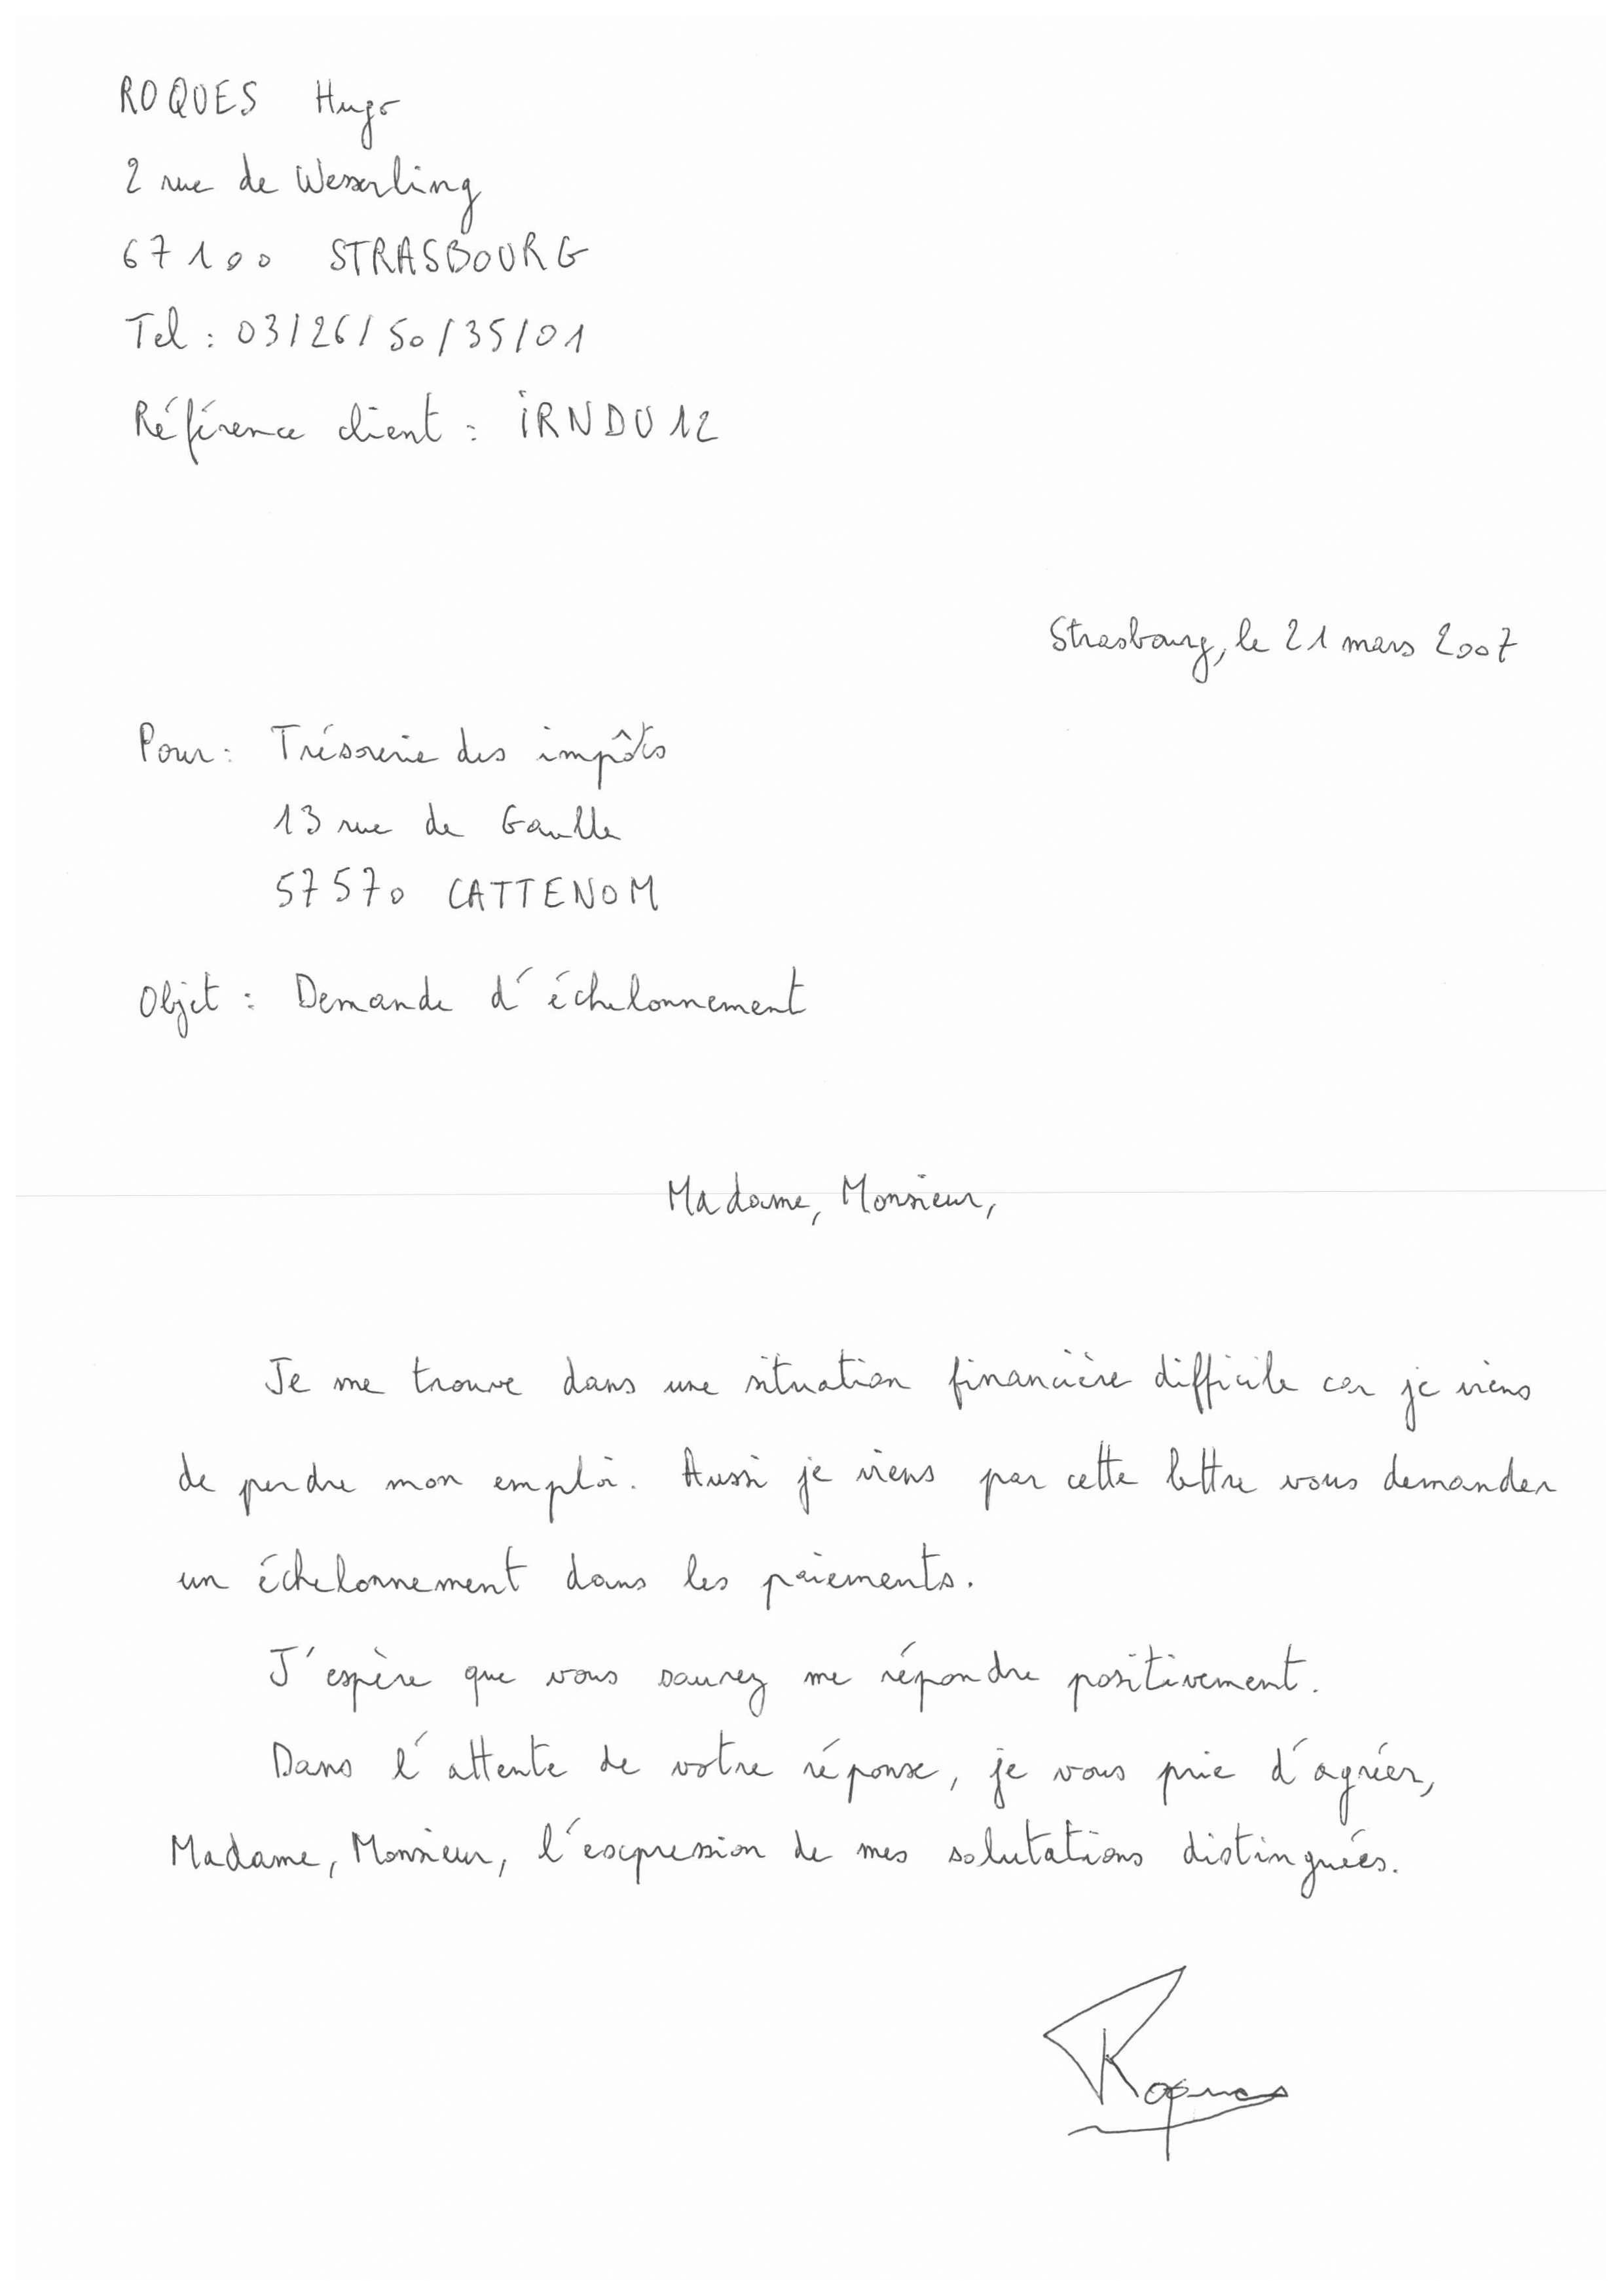 ROQUES Hugo
2 rue de Wesserling
67100 STRASBOURG
Tel : 03/26/50/35/01
Référence client : iRNDU12
Strasbourg, le 21 mars 2007
Pour : Trésorerie des impôts
13 rue de Gaulle
57570 CATTENOM
Objet : Demande d'échelonnement
Madame, Monsieur,
Je me trouve dans une situation financière difficile car je viens
de perdre mon emploi. Aussi je viens par cette lettre vous demander
un échelonnement dans les paiements.
J'espère que vous saurez me répondre positivement.
Dans l'attente de votre réponse, je vous prie d'agréer,
Madame, Monsieur, l'expression de mes salutations distinguées.
Roques